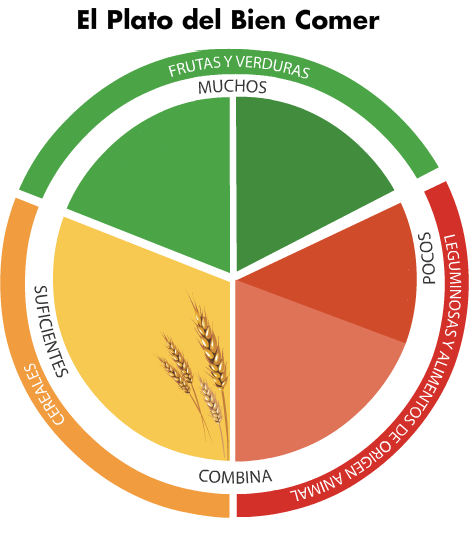 El Plato del Bien Comer
FRUTAS Y VERDURAS
MUCHOS
POCOS
LEGUMINOSAS Y ALIMENTOS DE ORIGEN ANIMAL
SUFICIENTES
CEREALES
COMBINA